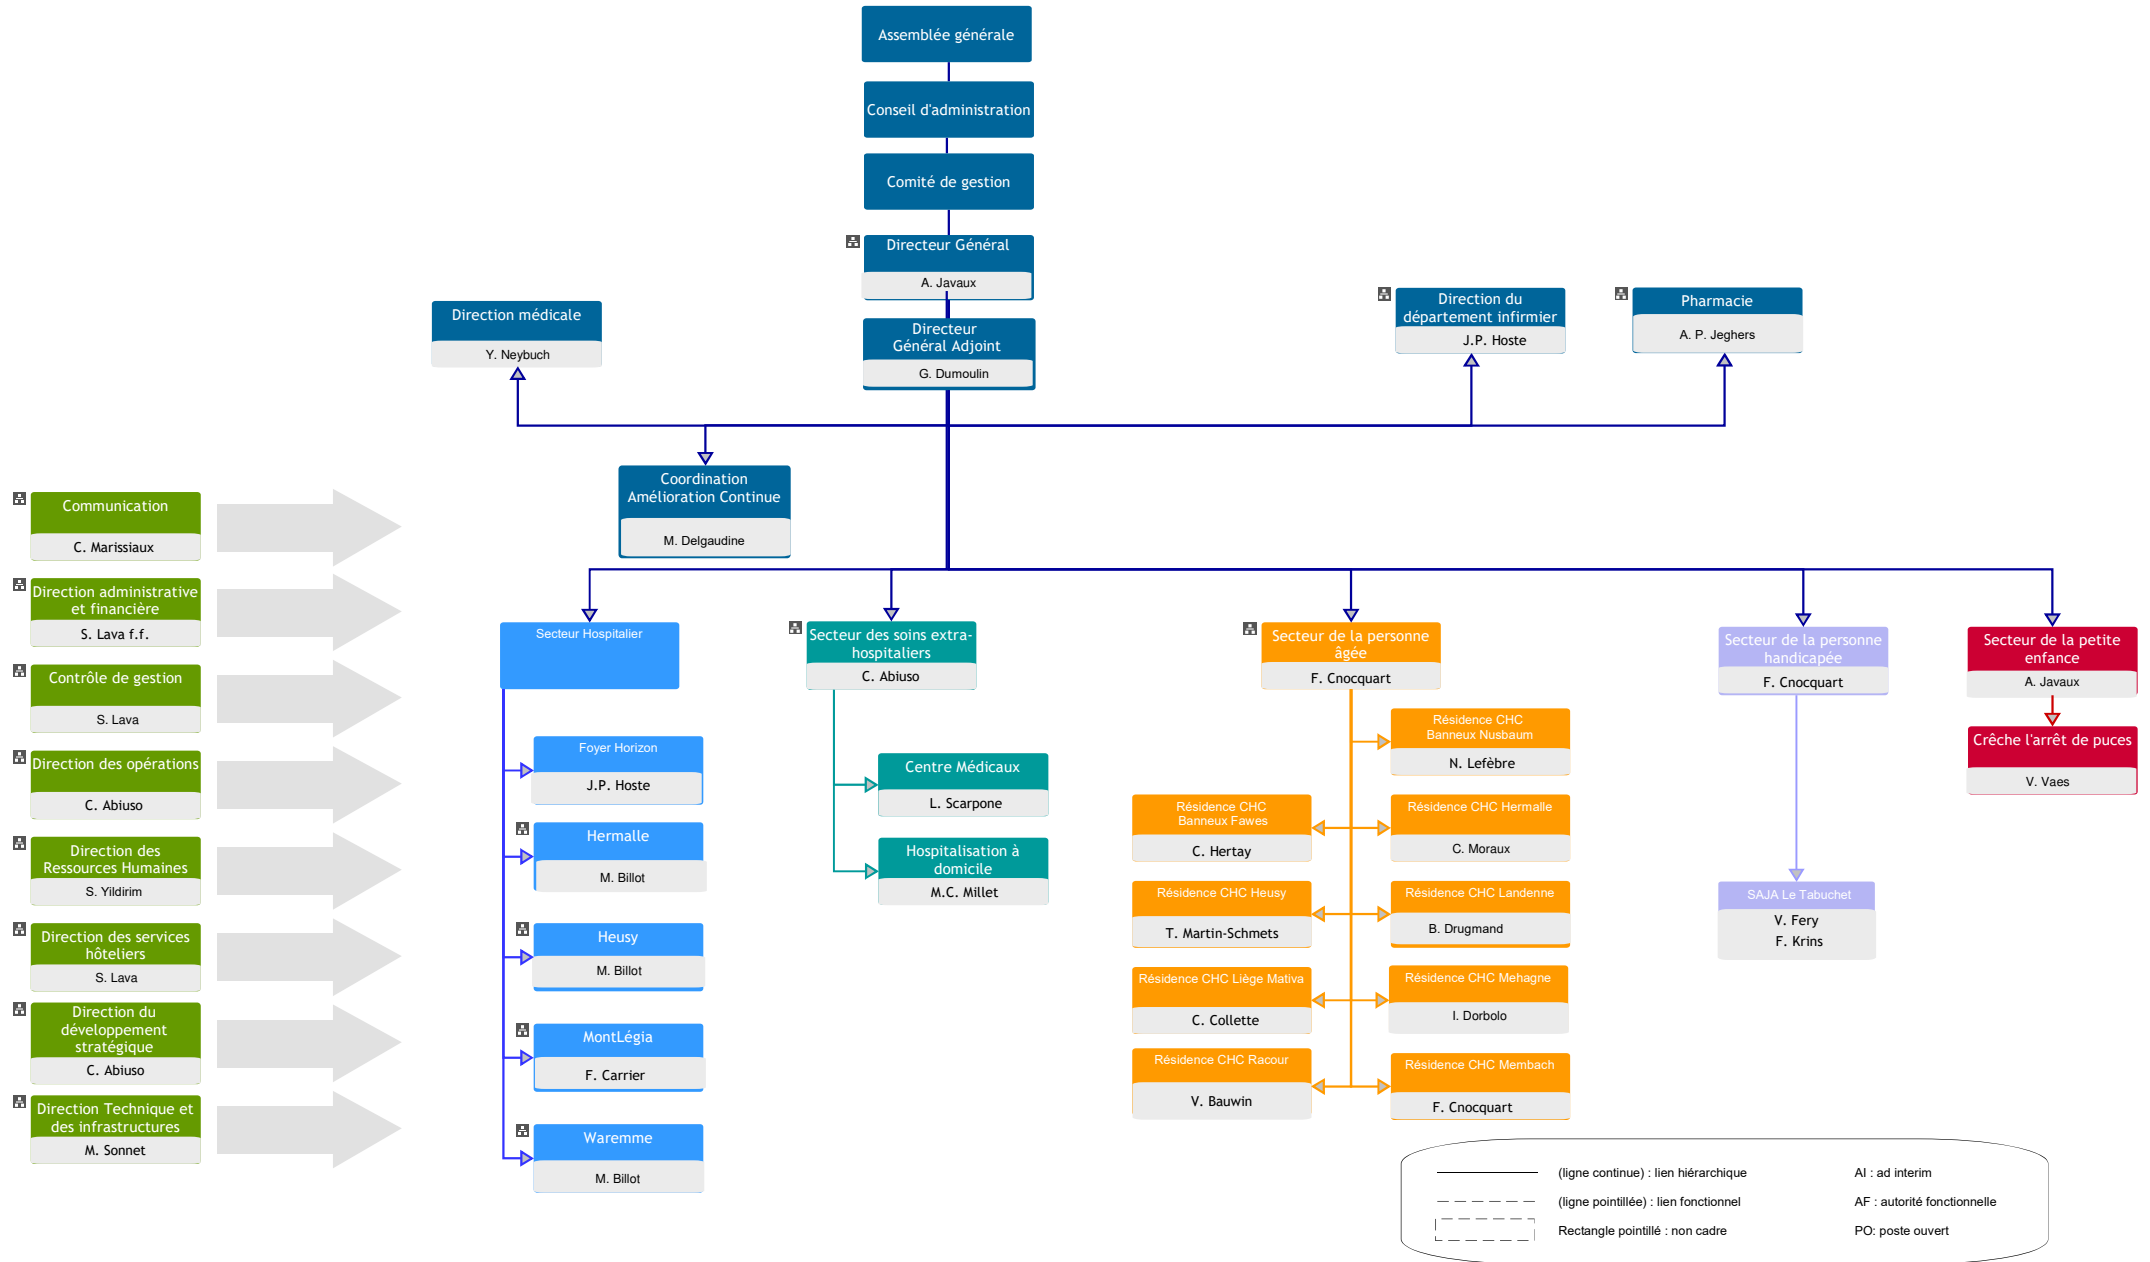 Assemblée générale
Conseil d'administration
Comité de gestion
Directeur Général
A. Javaux
Directeur
Général Adjoint
G. Dumoulin
Direction médicale
Y. Neybuch
Direction du
département infirmier
J.P. Hoste
Pharmacie
A. P. Jeghers
Coordination
Amélioration Continue
M. Delgaudine
Communication
C. Marissiaux
Direction administrative
et financière
S. Lava f.f.
Contrôle de gestion
S. Lava
Direction des opérations
C. Abiuso
Direction des
Ressources Humaines
S. Yildirim
Direction des services
hôteliers
S. Lava
Direction du
développement
stratégique
C. Abiuso
Direction Technique et
des infrastructures
M. Sonnet
Secteur Hospitalier
Foyer Horizon
J.P. Hoste
Hermalle
M. Billot
Heusy
M. Billot
MontLégia
F. Carrier
Waremme
M. Billot
Secteur des soins extra-
hospitaliers
C. Abiuso
Centre Médicaux
L. Scarpone
Hospitalisation à
domicile
M.C. Millet
Secteur de la personne
âgée
F. Cnocquart
Résidence CHC
Banneux Nusbaum
N. Lefèbre
Résidence CHC
Banneux Fawes
C. Hertay
Résidence CHC Hermalle
C. Moraux
Résidence CHC Heusy
T. Martin-Schmets
Résidence CHC Landenne
B. Drugmand
Résidence CHC Liège Mativa
C. Collette
Résidence CHC Mehagne
I. Dorbolo
Résidence CHC Racour
V. Bauwin
Résidence CHC Membach
F. Cnocquart
Secteur de la personne
handicapée
F. Cnocquart
SAJA Le Tabuchet
V. Fery
F. Krins
Secteur de la petite
enfance
A. Javaux
Crêche l'arrêt de puces
V. Vaes
(ligne continue) : lien hiérarchique
(ligne pointillée) : lien fonctionnel
Rectangle pointillé : non cadre
AI : ad interim
AF : autorité fonctionnelle
PO: poste ouvert